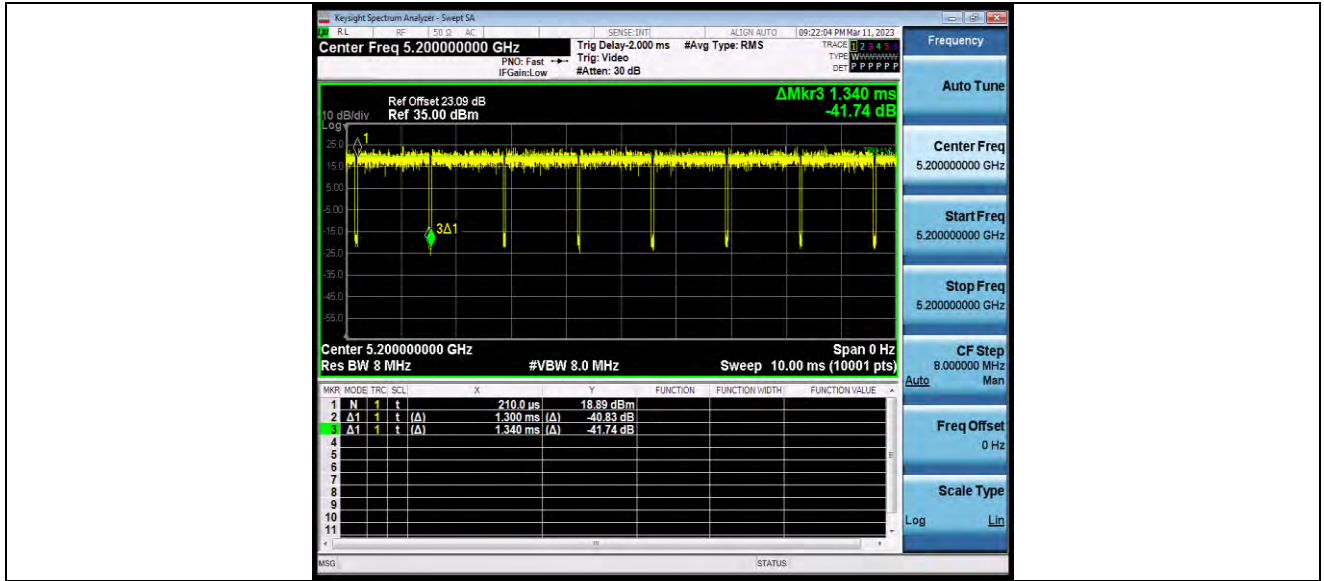 Keysight Spectrum Analyzer - Swept SA
RL RF 50 Ω AC SENSE:INT ALIGN AUTO 09:22:04 PM Mar 11, 2023
Center Freq 5.200000000 GHz
PNO: Fast
IFGain:Low
Trig Delay-2.000 ms
Trig: Video
#Atten: 30 dB
#Avg Type: RMS
TRACE 1 2 3 4 5 6
TYPE WWWWWW
DET P P P P P P
Frequency
Auto Tune
Center Freq
5.200000000 GHz
Start Freq
5.200000000 GHz
Stop Freq
5.200000000 GHz
CF Step
8.000000 MHz
Auto Man
Freq Offset
0 Hz
Scale Type
Log Lin
ΔMkr3 1.340 ms
-41.74 dB
Ref Offset 23.09 dB
10 dB/div Ref 35.00 dBm
Log
25.0
15.0
5.00
-5.00
-15.0
-25.0
-35.0
-45.0
-55.0
1
3Δ1
Center 5.200000000 GHz Span 0 Hz
Res BW 8 MHz #VBW 8.0 MHz Sweep 10.00 ms (10001 pts)
MKR MODE TRC SCL X Y FUNCTION FUNCTION WIDTH FUNCTION VALUE
1 N 1 t 210.0 µs 18.89 dBm
2 Δ1 1 t (Δ) 1.300 ms (Δ) -40.83 dB
3 Δ1 1 t (Δ) 1.340 ms (Δ) -41.74 dB
4
5
6
7
8
9
10
11
MSG STATUS